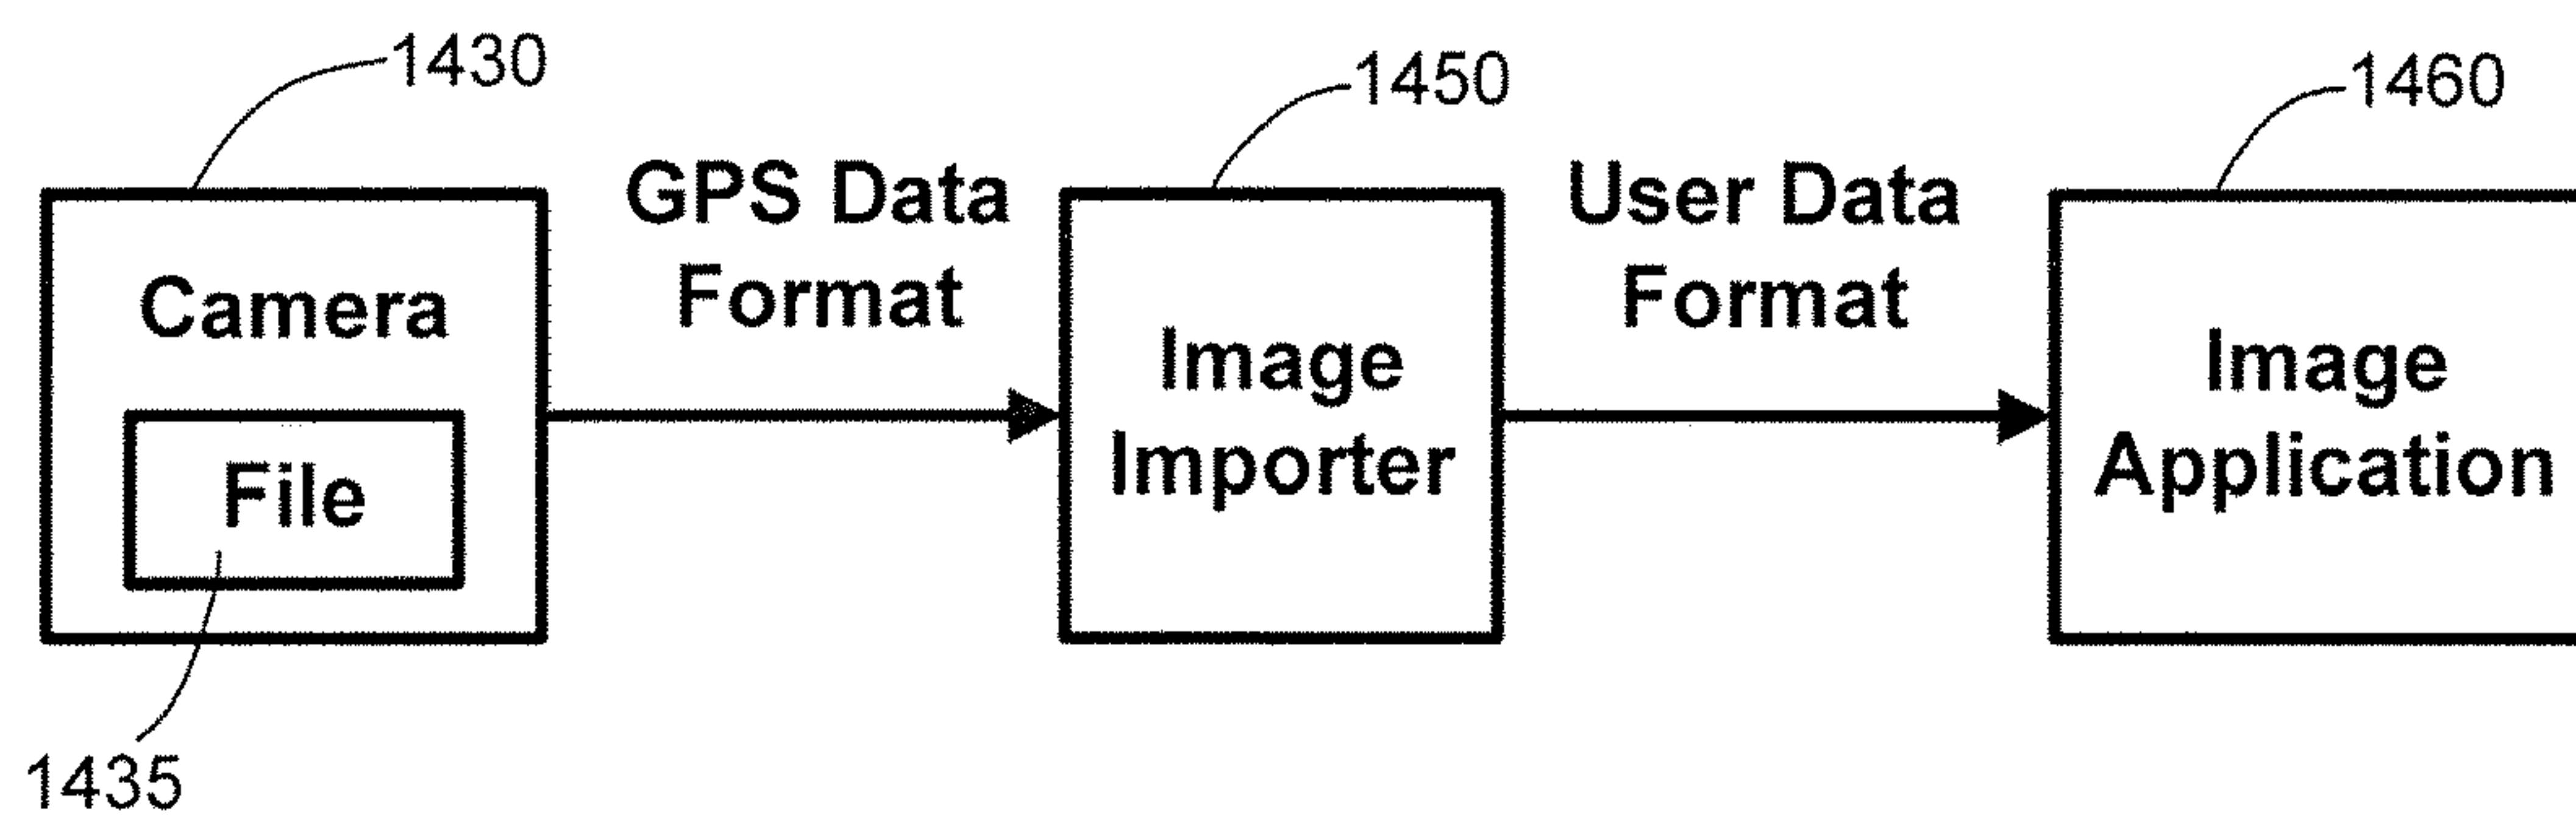 1430
1450
1460
GPS Data
Format
User Data
Format
Camera
File
Image
Importer
Image
Application
1435